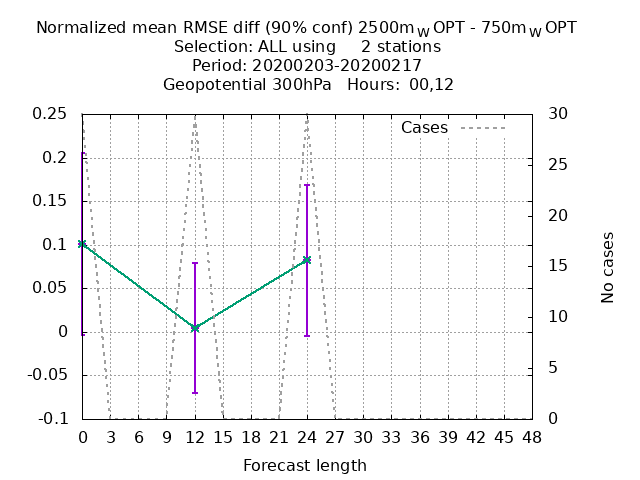 Normalized mean RMSE diff (90% conf) 2500m_W OPT - 750m_W OPT
Selection: ALL using 2 stations
Period: 20200203-20200217
Geopotential 300hPa Hours: 00,12
Cases
0.25
0.2
0.15
0.1
0.05
0
-0.05
-0.1
30
25
20
15
10
5
0
No cases
0 3 6 9 12 15 18 21 24 27 30 33 36 39 42 45 48
Forecast length